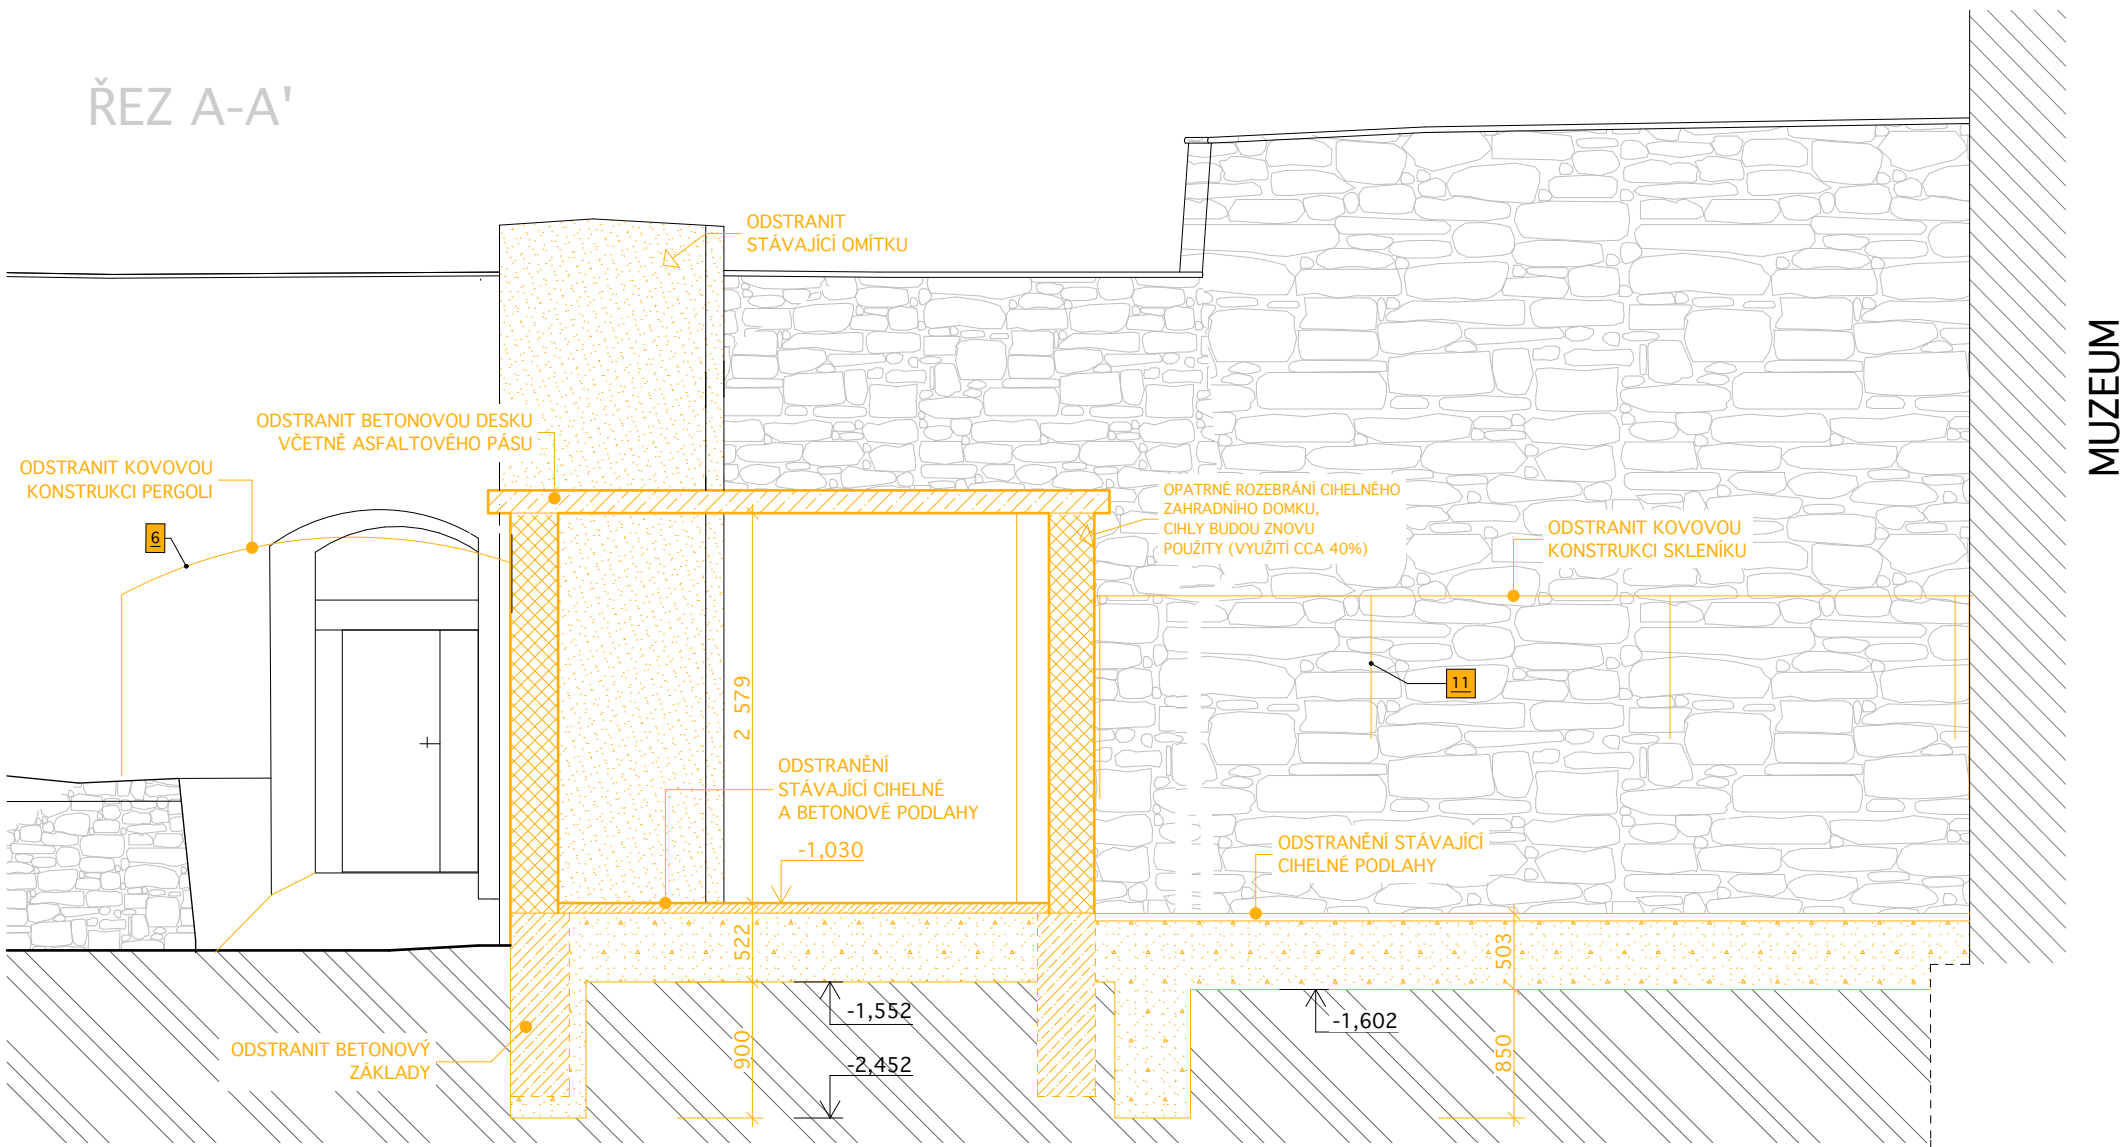 ŘEZ A-A'
ODSTRANIT
STÁVAJÍCÍ OMÍTKU
MUZEUM
ODSTRANIT BETONOVOU DESKU
VČETNĚ ASFALTOVÉHO PÁSU
ODSTRANIT KOVOVOU
KONSTRUKCI PERGOLI
6
OPATRNÉ ROZEBRÁNÍ CIHELNÉHO
ZAHRADNÍHO DOMKU,
CIHLY BUDOU ZNOVU
POUŽITY (VYUŽITÍ CCA 40%)
ODSTRANIT KOVOVOU
KONSTRUKCI SKLENÍKU
11
2 579
ODSTRANĚNÍ
STÁVAJÍCÍ CIHELNÉ
A BETONOVÉ PODLAHY
-1,030
ODSTRANĚNÍ STÁVAJÍCÍ
CIHELNÉ PODLAHY
522
503
-1,552
-1,602
900
850
-2,452
ODSTRANIT BETONOVÝ
ZÁKLADY